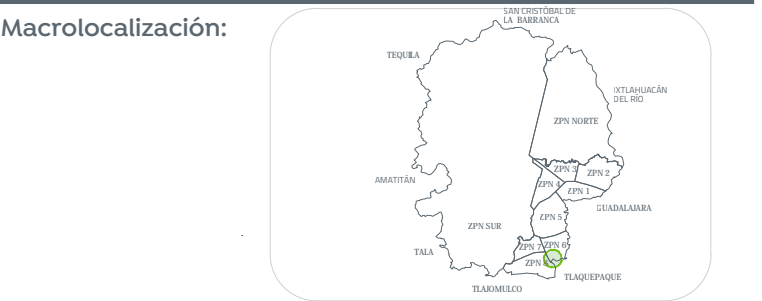 Macrolocalización:
SAN CRISTÓBAL DE
LA BARRANCA
TEQUILA
IXTLAHUACÁN
DEL RÍO
ZPN NORTE
ZPN 3
ZPN 2
AMATITÁN
ZPN 4
ZPN 1
GUADALAJARA
ZPN 5
ZPN SUR
ZPN 7
ZPN 6
TALA
ZPN
TLAQUEPAQUE
TLAJOMULCO